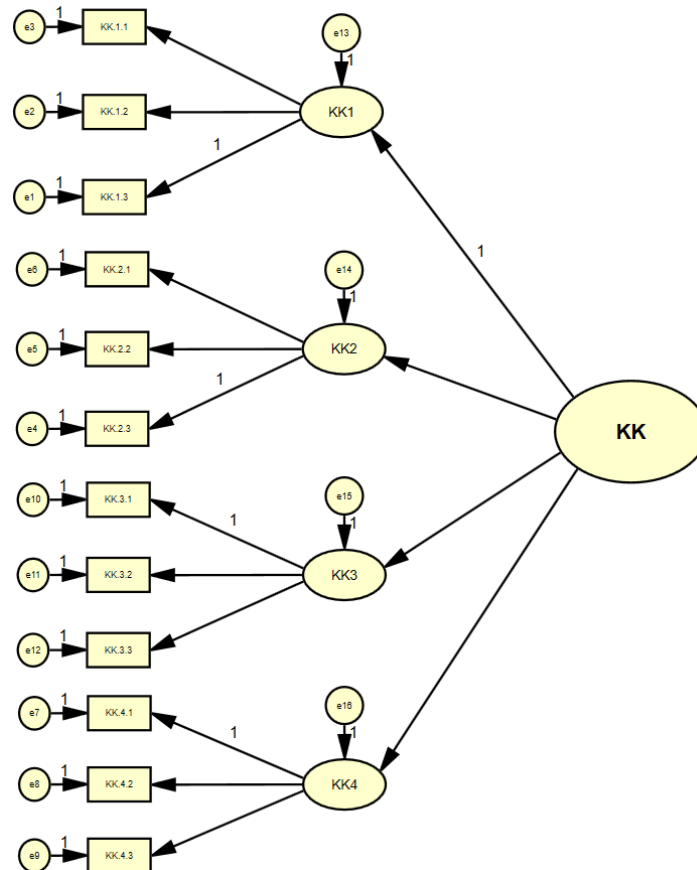 e3 1 KK.1.1
e13
1
e2 1 KK.1.2
KK1
1
e1 1 KK.1.3
1
e6 1 KK.2.1
e14
1
e5 1 KK.2.2
KK2
1
e4 1 KK.2.3
KK
e10 1 KK.3.1
e15
1
1
e11 1 KK.3.2
KK3
e12 1 KK.3.3
e7 1 KK.4.1
e16
1
1
e8 1 KK.4.2
KK4
e9 1 KK.4.3